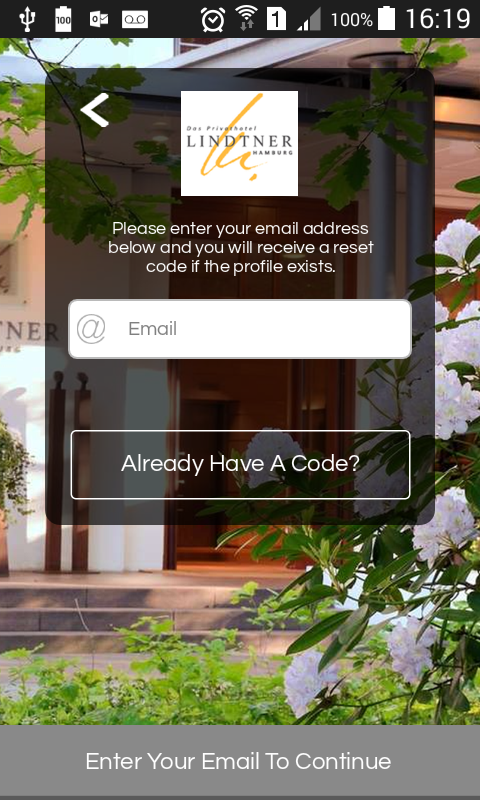 100
1
100%
16:19
Das Privathotel
LINDTNER
HAMBURG
Please enter your email address
below and you will receive a reset
code if the profile exists.
TNER
@ Email
Already Have A Code?
Enter Your Email To Continue